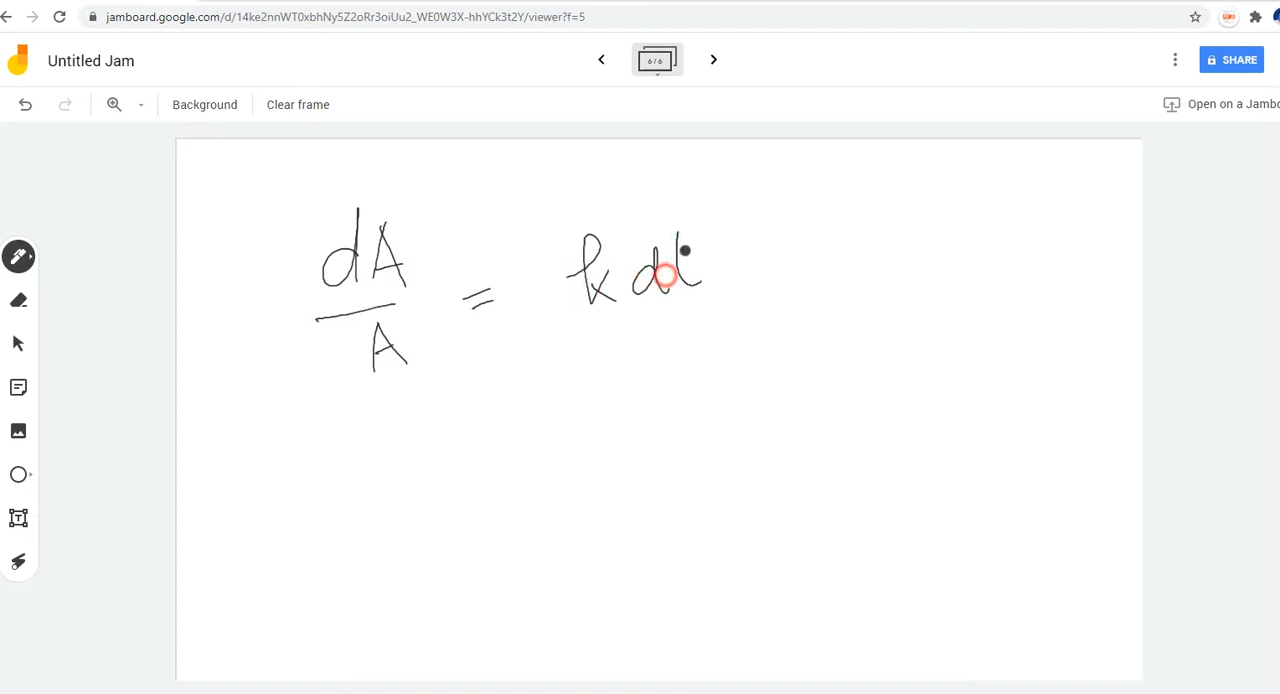 jamboard.google.com/d/14ke2nnWT0xbhNy5Z2oRr3oiUu2_WE0W3X-hhYCk3t2Y/viewer?f=5
Untitled Jam
6 / 6
SHARE
Background
Clear frame
Open on a Jambo
dA
A
= k dt